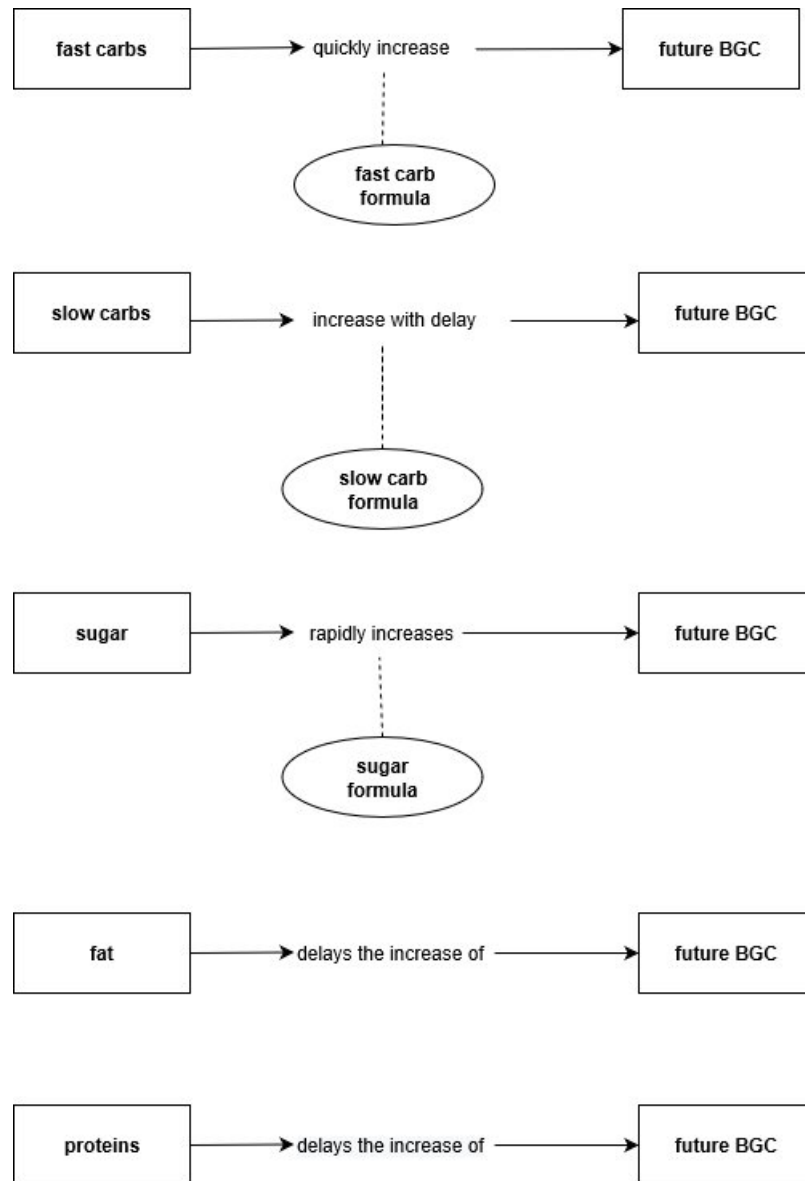 fast carbs quickly increase future BGC
fast carb
formula
slow carbs increase with delay future BGC
slow carb
formula
sugar rapidly increases future BGC
sugar
formula
fat delays the increase of future BGC
proteins delays the increase of future BGC